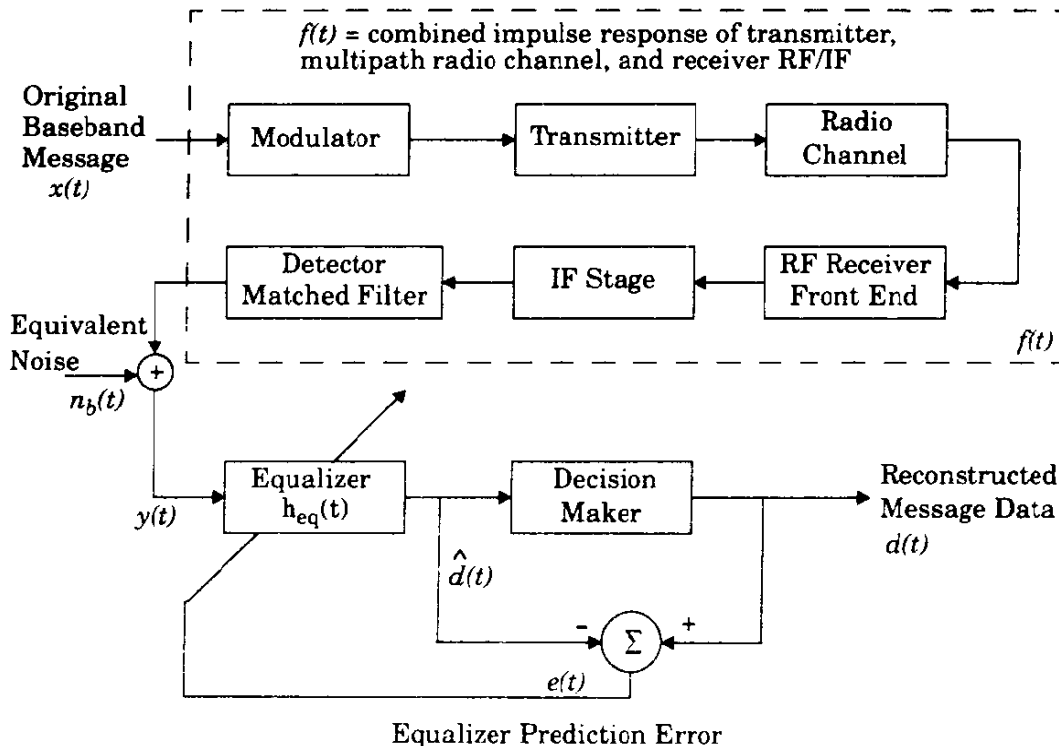 f(t) = combined impulse response of transmitter,
multipath radio channel, and receiver RF/IF
Original
Baseband
Message
x(t)
Modulator
Transmitter
Radio
Channel
Detector
Matched Filter
IF Stage
RF Receiver
Front End
f(t)
Equivalent
Noise
n_b(t)
+
y(t)
Equalizer
h_eq(t)
Decision
Maker
Reconstructed
Message Data
d(t)
d̂(t)
-
Σ
+
e(t)
Equalizer Prediction Error